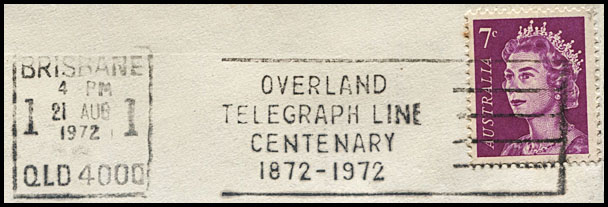 BRISBANE
4 PM
1 21 AUG 1
1972
QLD 4000
OVERLAND
TELEGRAPH LINE
CENTENARY
1872-1972
7c
AUSTRALIA